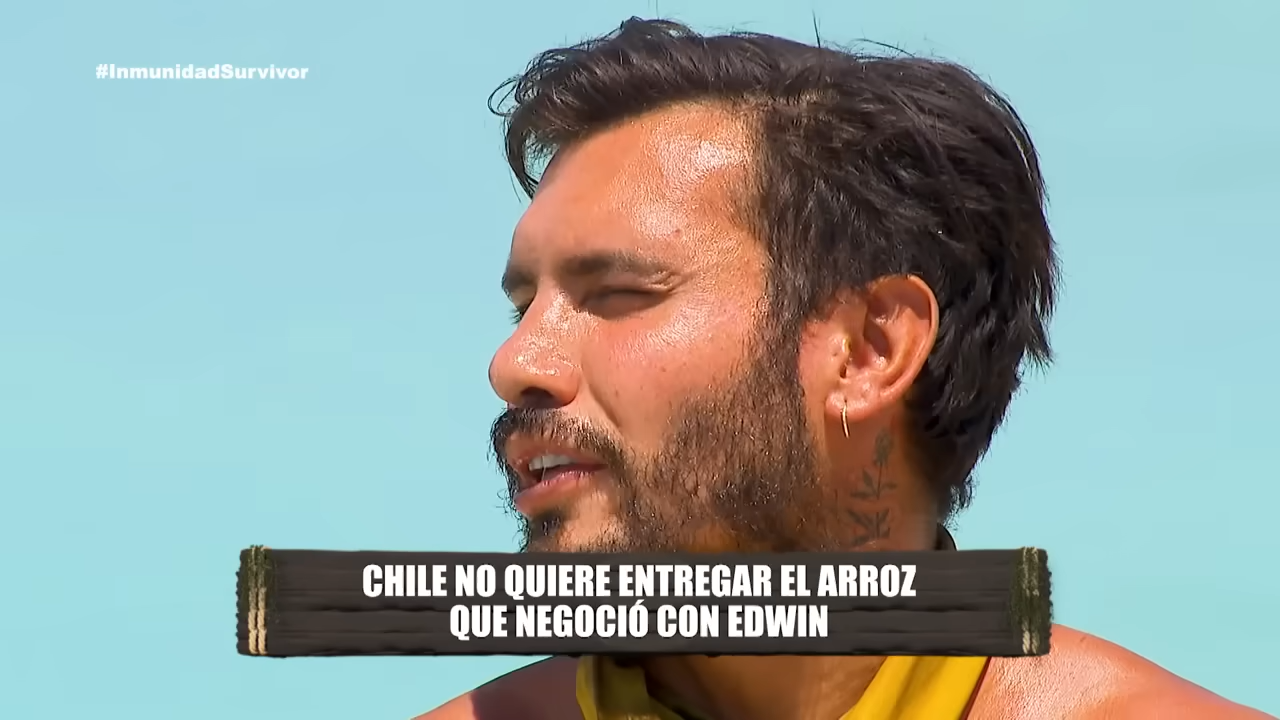 #InmunidadSurvivor
CHILE NO QUIERE ENTREGAR EL ARROZ
QUE NEGOCIÓ CON EDWIN